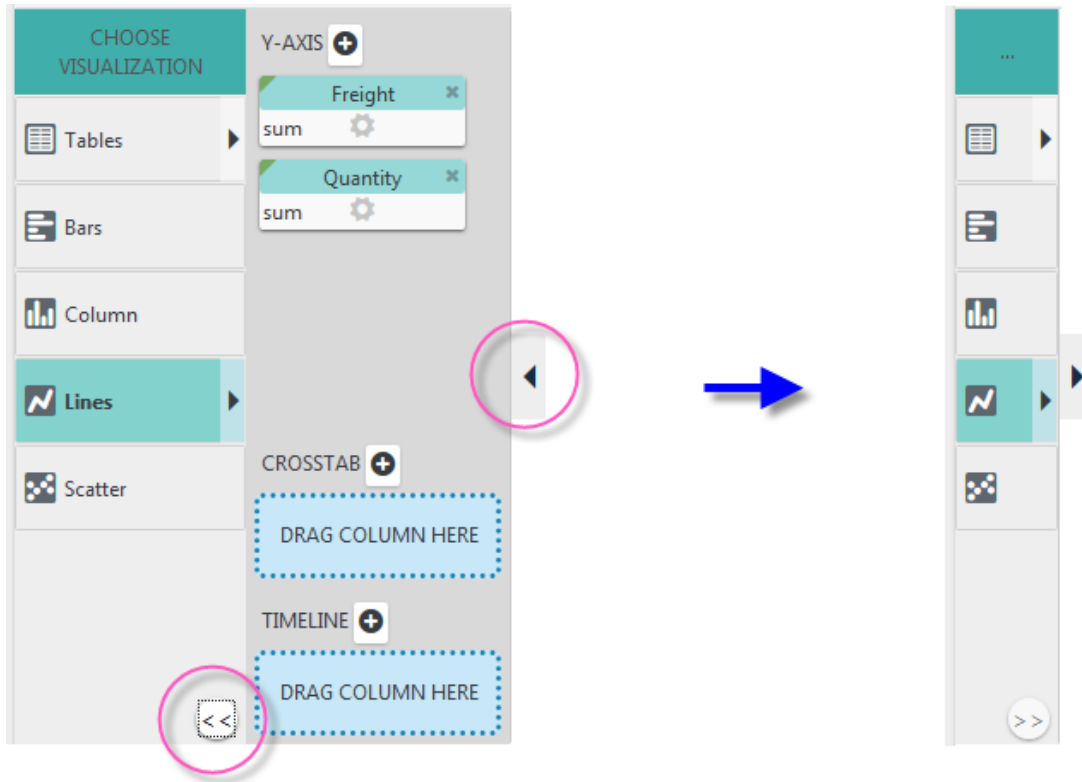 CHOOSE
VISUALIZATION
Tables
Bars
Column
Lines
Scatter
<<
Y-AXIS
Freight
sum
Quantity
sum
CROSSTAB
DRAG COLUMN HERE
TIMELINE
DRAG COLUMN HERE
...
>>